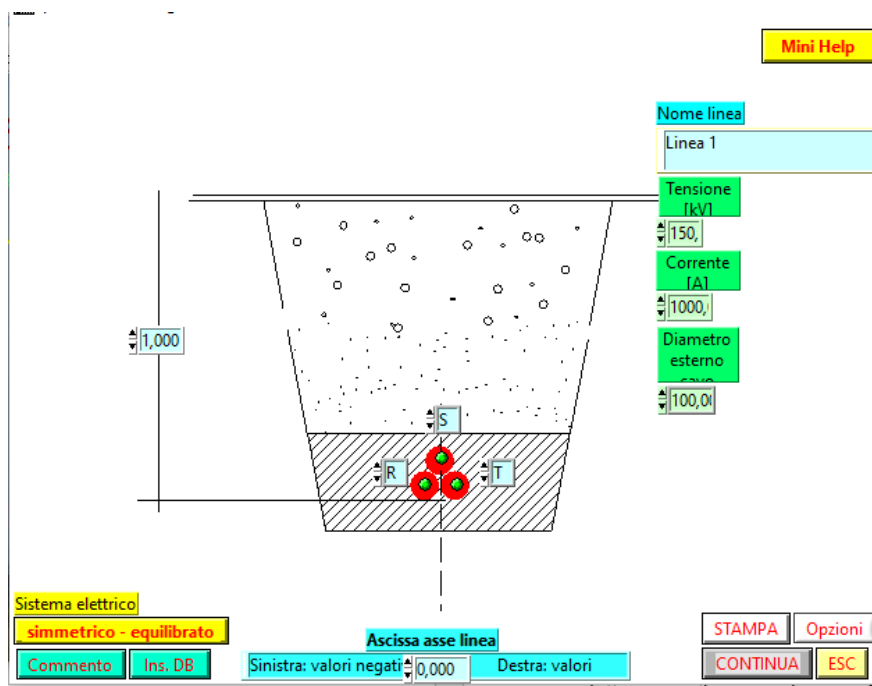 Mini Help
Nome linea
Linea 1
Tensione
[kV]
150,
Corrente
[A]
1000,
1,000
Diametro
esterno
cavo
100,00
S
R
T
Sistema elettrico
simmetrico - equilibrato
Ascissa asse linea
STAMPA
Opzioni
Commento
Ins. DB
Sinistra: valori negati
0,000
Destra: valori
CONTINUA
ESC